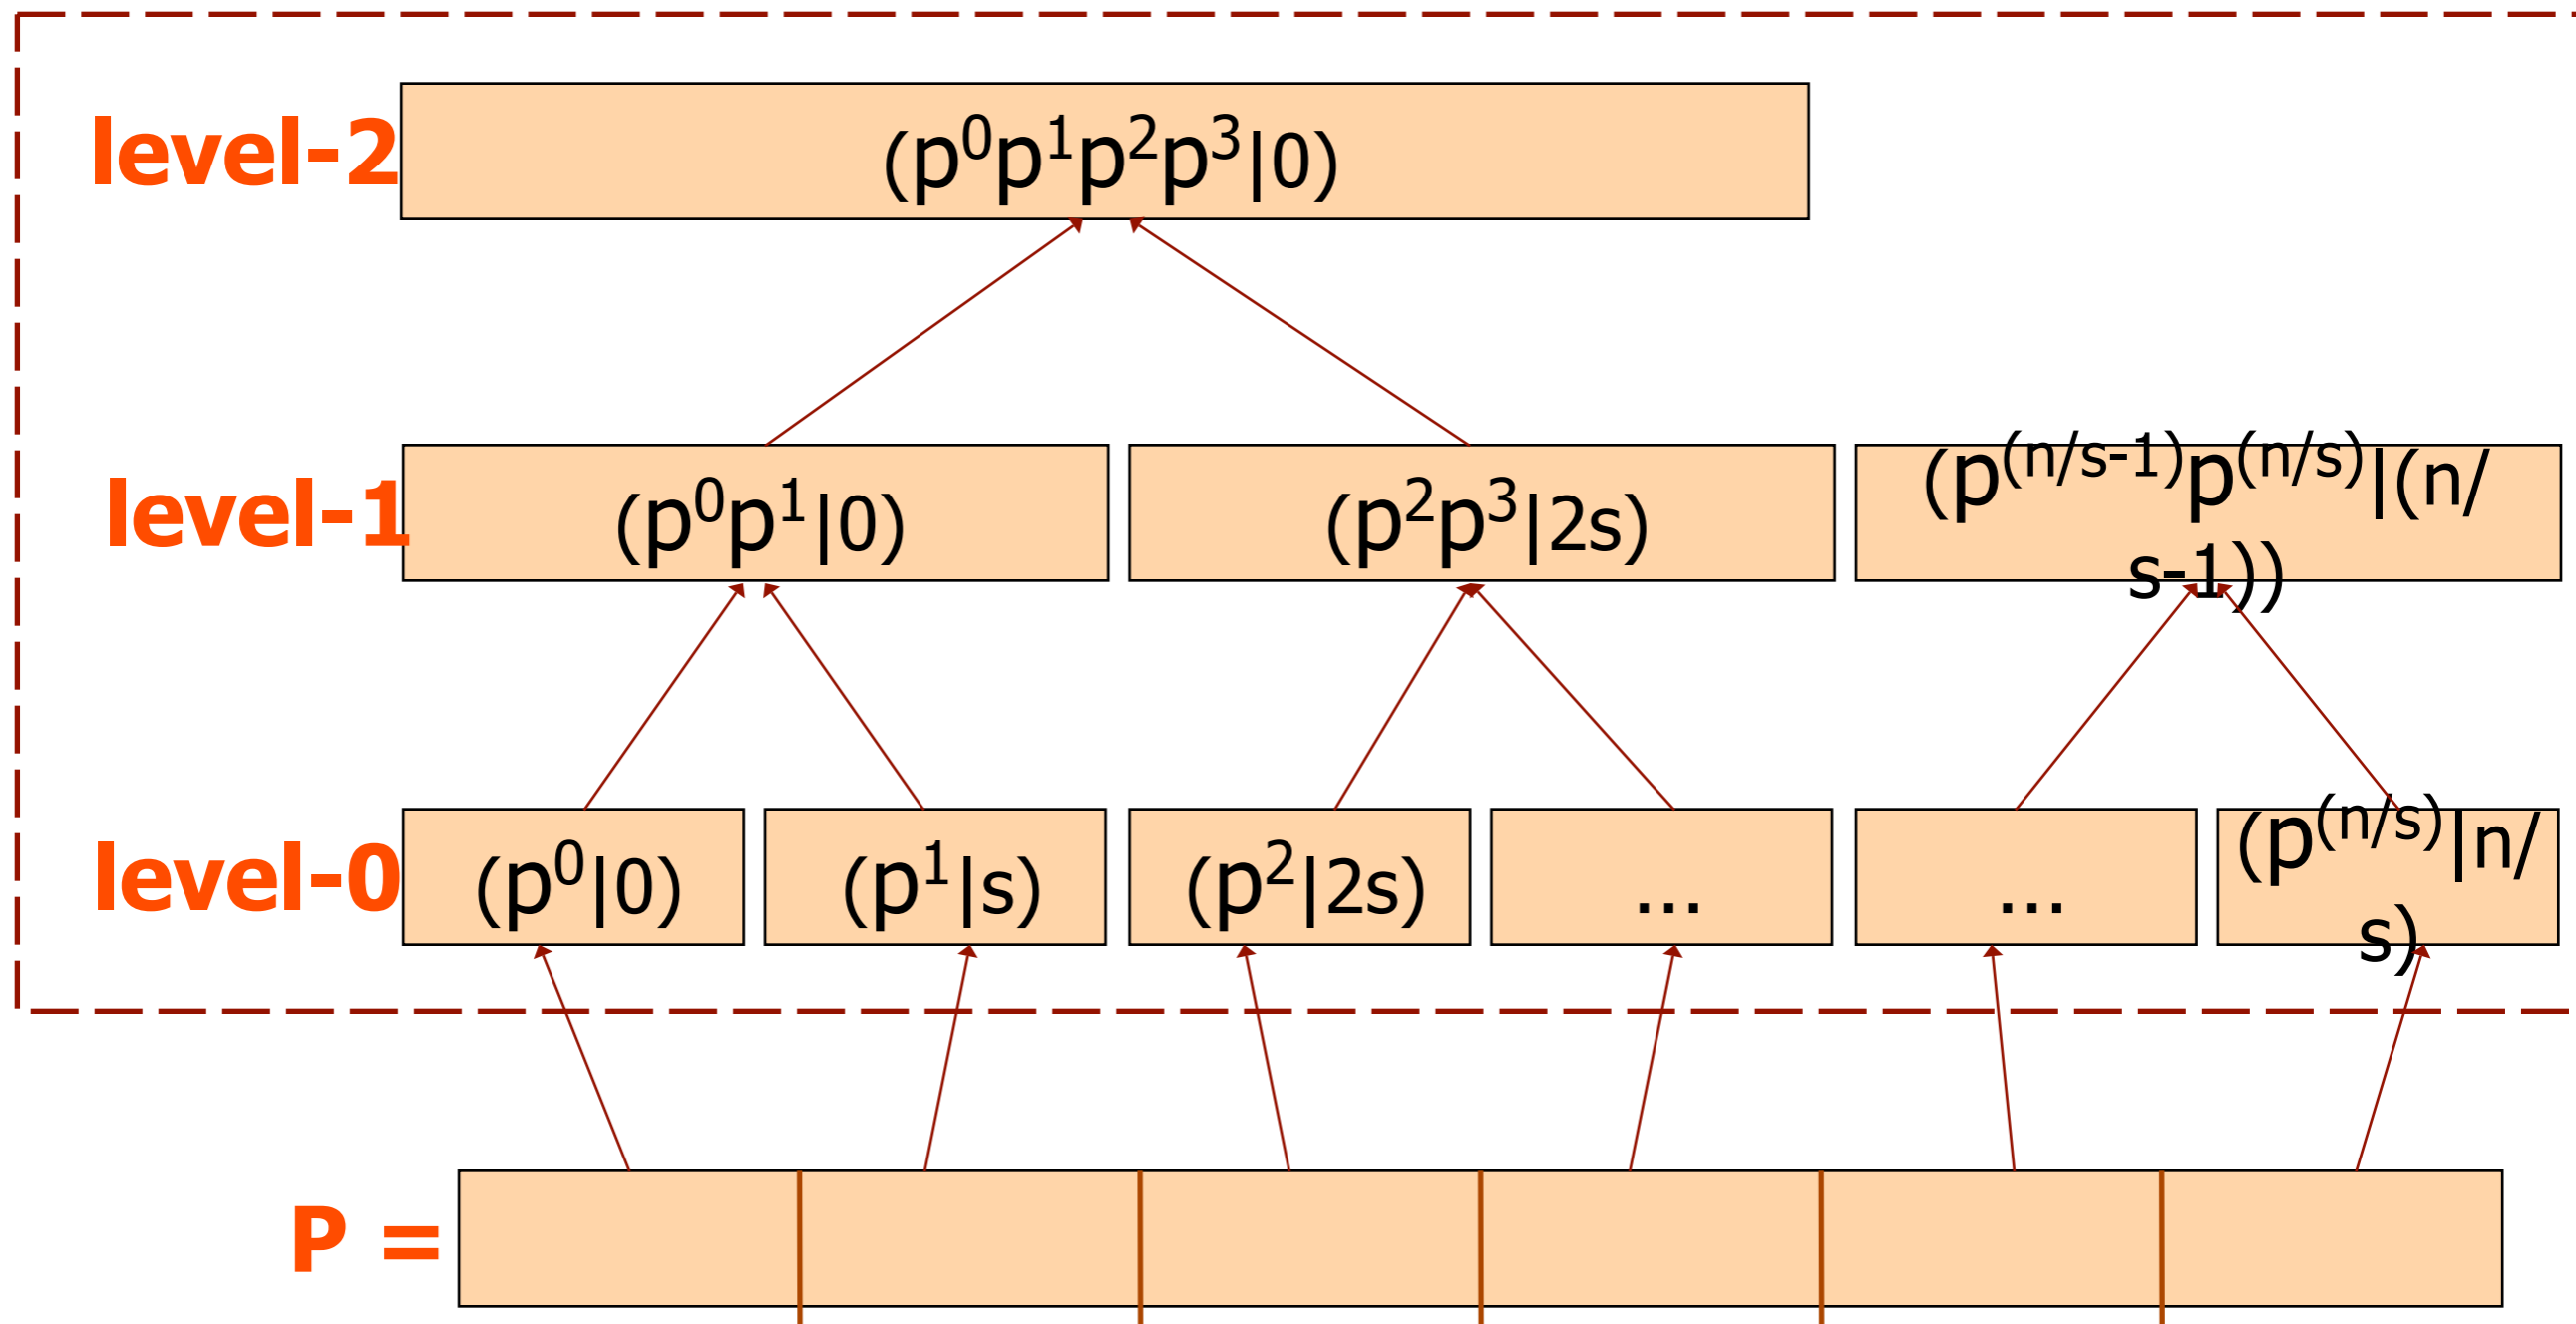 level-2 (p⁰p¹p²p³|0)
level-1 (p⁰p¹|0) (p²p³|2s) (p⁽ⁿ/ˢ⁻¹⁾p⁽ⁿ/ˢ⁾|(n/
s-1))
level-0 (p⁰|0) (p¹|s) (p²|2s) ... ... (p⁽ⁿ/ˢ⁾|n/
s)
P =